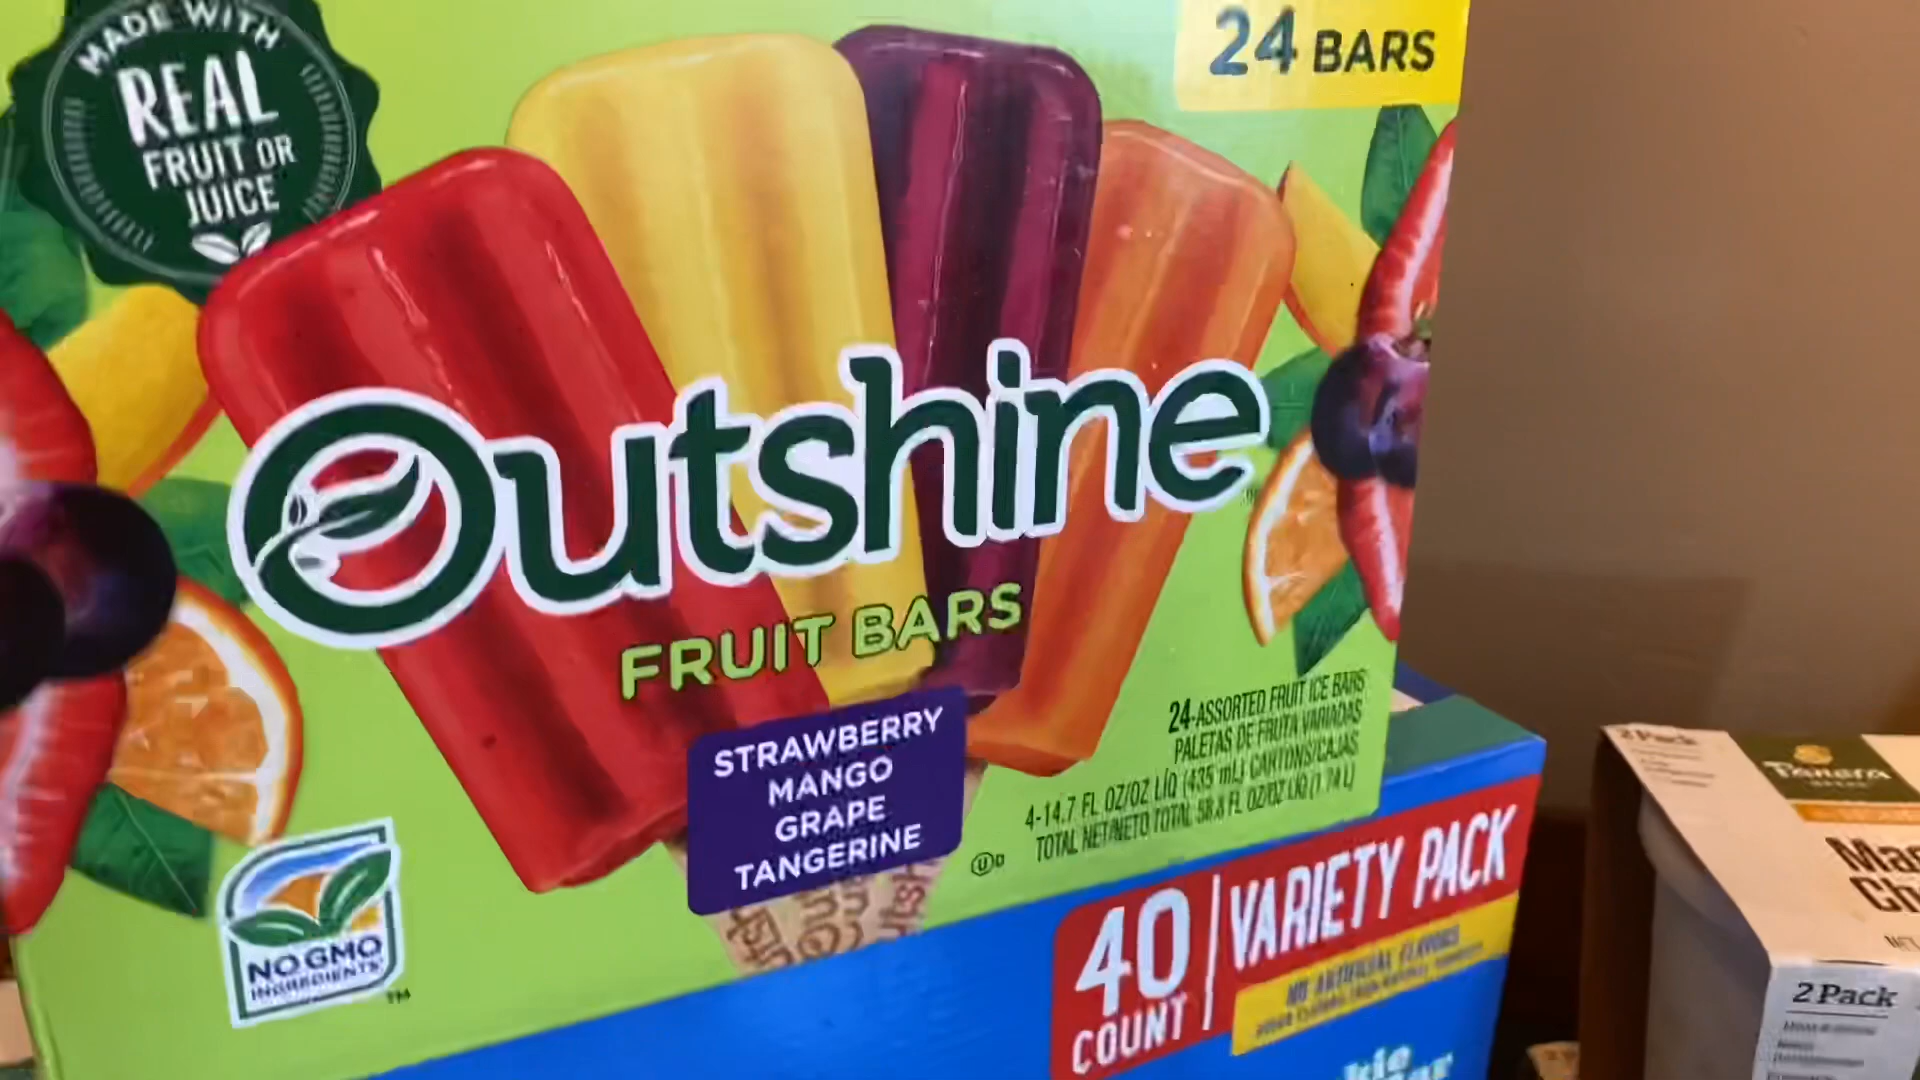 MADE WITH
REAL
FRUIT OR
JUICE
24 BARS
Outshine
FRUIT BARS
STRAWBERRY
MANGO
GRAPE
TANGERINE
24-ASSORTED FRUIT ICE BARS
PALETAS DE FRUTA VARIADAS
4-14.7 FL OZ/OZ LÍQ (435 mL) CARTONS/CAJAS
TOTAL NET/NETO TOTAL 58.8 FL OZ/OZ LÍQ (1.74 L)
NO GMO
INGREDIENTS
TM
40
COUNT
VARIETY PACK
NO ARTIFICIAL FLAVORS
2 Pack
Panera
2 Pack